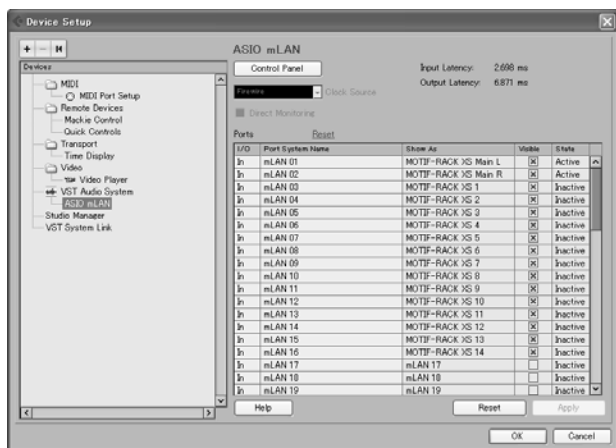 Device Setup
Devices
MIDI
MIDI Port Setup
Remote Devices
Mackie Control
Quick Controls
Transport
Time Display
Video
Video Player
VST Audio System
ASIO mLAN
Studio Manager
VST System Link
ASIO mLAN
Control Panel
Input Latency: 2.698 ms
Output Latency: 6.871 ms
Firewire Clock Source
Direct Monitoring
Ports Reset
I/O Port System Name Show As Visible State
In mLAN 01 MOTIF-RACK XS Main L Active
In mLAN 02 MOTIF-RACK XS Main R Active
In mLAN 03 MOTIF-RACK XS 1 Inactive
In mLAN 04 MOTIF-RACK XS 2 Inactive
In mLAN 05 MOTIF-RACK XS 3 Inactive
In mLAN 06 MOTIF-RACK XS 4 Inactive
In mLAN 07 MOTIF-RACK XS 5 Inactive
In mLAN 08 MOTIF-RACK XS 6 Inactive
In mLAN 09 MOTIF-RACK XS 7 Inactive
In mLAN 10 MOTIF-RACK XS 8 Inactive
In mLAN 11 MOTIF-RACK XS 9 Inactive
In mLAN 12 MOTIF-RACK XS 10 Inactive
In mLAN 13 MOTIF-RACK XS 11 Inactive
In mLAN 14 MOTIF-RACK XS 12 Inactive
In mLAN 15 MOTIF-RACK XS 13 Inactive
In mLAN 16 MOTIF-RACK XS 14 Inactive
In mLAN 17 mLAN 17 Inactive
In mLAN 18 mLAN 18 Inactive
In mLAN 19 mLAN 19 Inactive
Help Reset Apply
OK Cancel